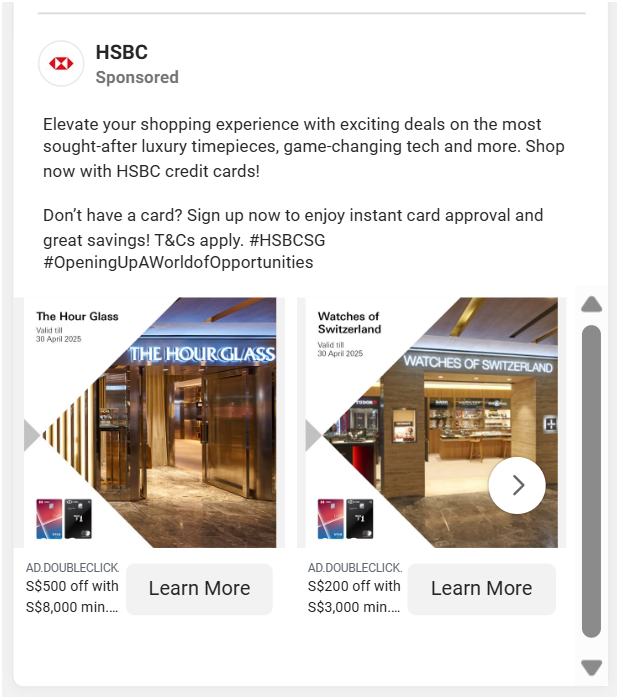 HSBC
Sponsored
Elevate your shopping experience with exciting deals on the most
sought-after luxury timepieces, game-changing tech and more. Shop
now with HSBC credit cards!
Don’t have a card? Sign up now to enjoy instant card approval and
great savings! T&Cs apply. #HSBCSG
#OpeningUpAWorldofOpportunities
The Hour Glass
Valid till
30 April 2025
THE HOUR GLASS
Watches of
Switzerland
Valid till
30 April 2025
WATCHES OF SWITZERLAND
AD.DOUBLECLICK.
S$500 off with
S$8,000 min....
Learn More
AD.DOUBLECLICK.
S$200 off with
S$3,000 min....
Learn More